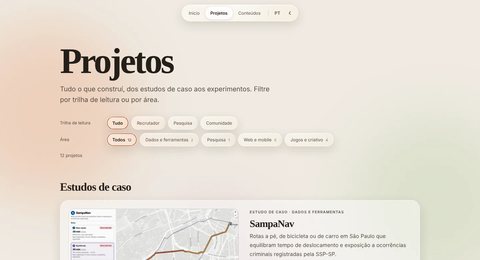 Início Projetos Conteúdos PT
Projetos
Tudo o que construí, dos estudos de caso aos experimentos. Filtre
por trilha de leitura ou por área.
Trilha de leitura Tudo Recrutador Pesquisa Comunidade
Área Todos 12 Dados e ferramentas Pesquisa Web e mobile Jogos e criativo
12 projetos
Estudos de caso
SampaNav
ESTUDO DE CASO · DADOS E FERRAMENTAS
SampaNav
Rotas a pé, de bicicleta ou de carro em São Paulo que
equilibram tempo de deslocamento e exposição a ocorrências
criminais registradas pela SSP-SP.